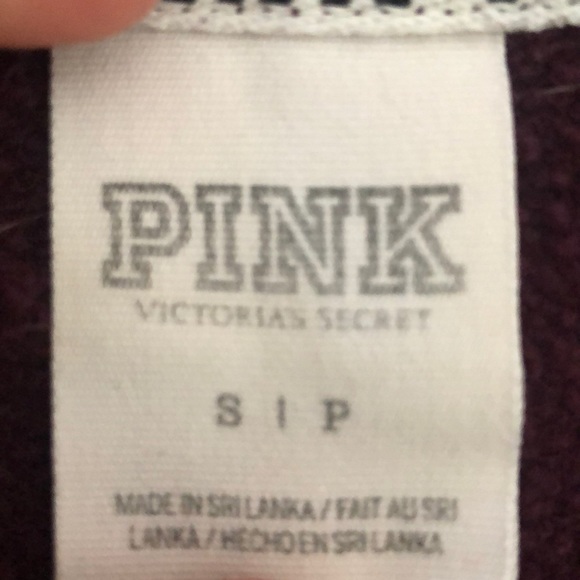 PINK
VICTORIA'S SECRET
S | P
MADE IN SRI LANKA / FAIT AU SRI
LANKA / HECHO EN SRI LANKA